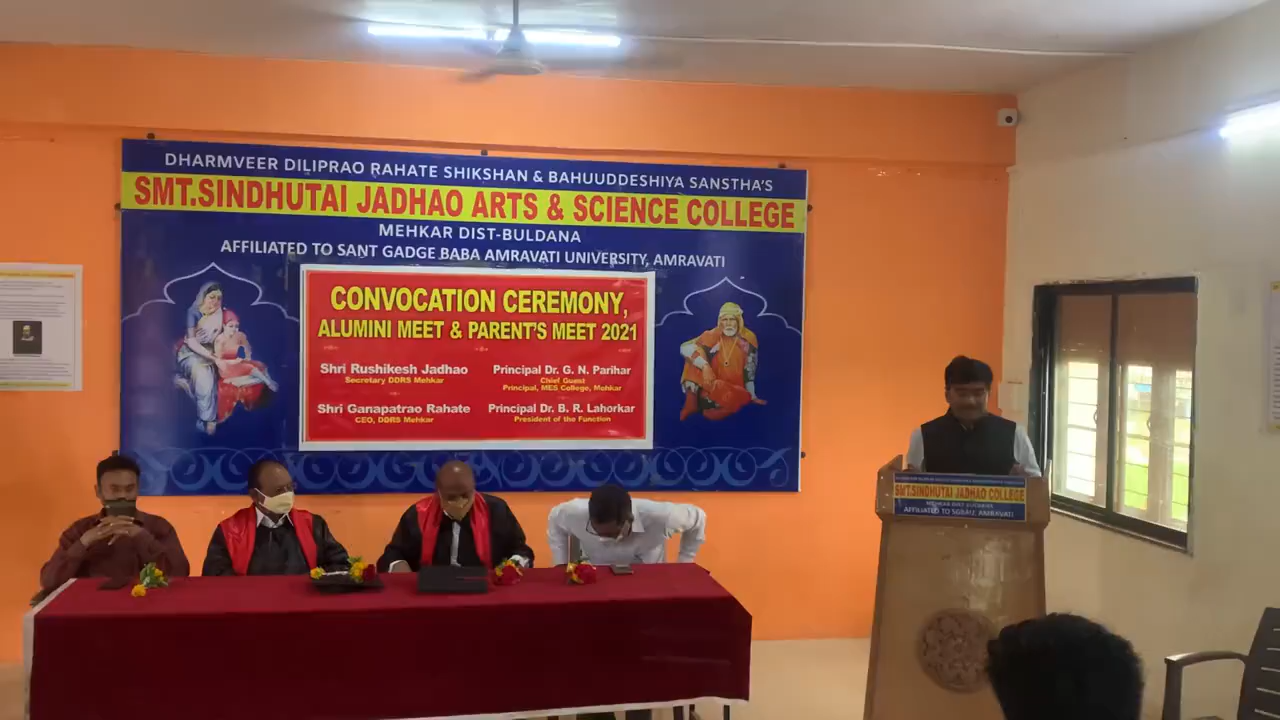 DHARMVEER DILIPRAO RAHATE SHIKSHAN & BAHUUDDESHIYA SANSTHA'S
SMT.SINDHUTAI JADHAO ARTS & SCIENCE COLLEGE
MEHKAR DIST-BULDANA
AFFILIATED TO SANT GADGE BABA AMRAVATI UNIVERSITY, AMRAVATI
CONVOCATION CEREMONY,
ALUMINI MEET & PARENT'S MEET 2021
Shri Rushikesh Jadhao
Secretary DDRS Mehkar
Principal Dr. G. N. Parihar
Chief Guest
Principal, MES College, Mehkar
Shri Ganapatrao Rahate
CEO, DDRS Mehkar
Principal Dr. B. R. Lahorkar
President of the Function
SMT.SINDHUTAI JADHAO COLLEGE
MEHKAR DIST BULDANA
AFFILIATED TO SGBAU, AMRAVATI